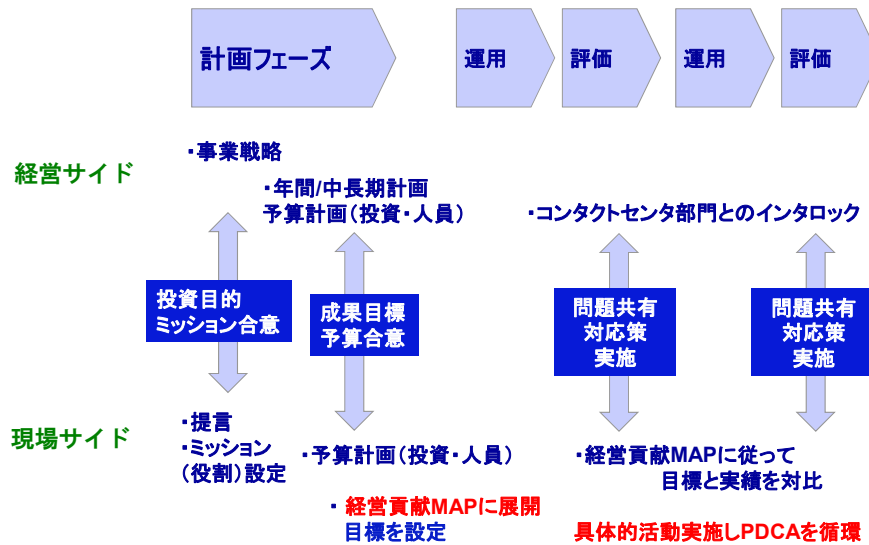 計画フェーズ
運用
評価
運用
評価
経営サイド
・事業戦略
・年間/中長期計画
予算計画（投資・人員）
・コンタクトセンタ部門とのインタロック
投資目的
ミッション合意
成果目標
予算合意
問題共有
対応策
実施
問題共有
対応策
実施
現場サイド
・提言
・ミッション
（役割）設定
・予算計画（投資・人員）
・経営貢献MAPに従って
目標と実績を対比
・ 経営貢献MAPに展開
目標を設定
具体的活動実施しPDCAを循環